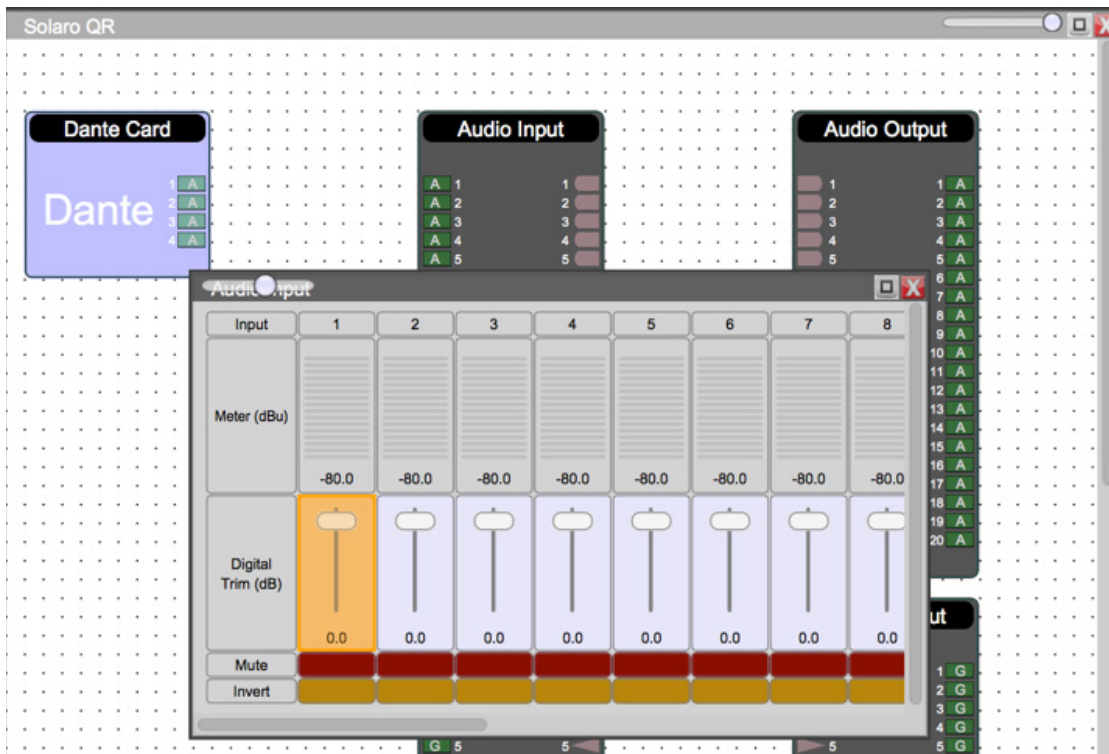 Solaro QR
X
Dante Card
Audio Input
Audio Output
Dante
1 A
2 A
3 A
4 A
A 1 1
A 2 2
A 3 3
A 4 4
A 5 5
1 1 A
2 2 A
3 3 A
4 4 A
5 5 A
6 A
7 A
8 A
9 A
10 A
11 A
12 A
13 A
14 A
15 A
16 A
17 A
18 A
19 A
20 A
X
Input 1 2 3 4 5 6 7 8
Meter (dBu)
-80.0 -80.0 -80.0 -80.0 -80.0 -80.0 -80.0 -80.0
Digital
Trim (dB)
0.0 0.0 0.0 0.0 0.0 0.0 0.0 0.0
Mute
Invert
ut
1 G
2 G
3 G
4 G
G 5 5
5 5 G